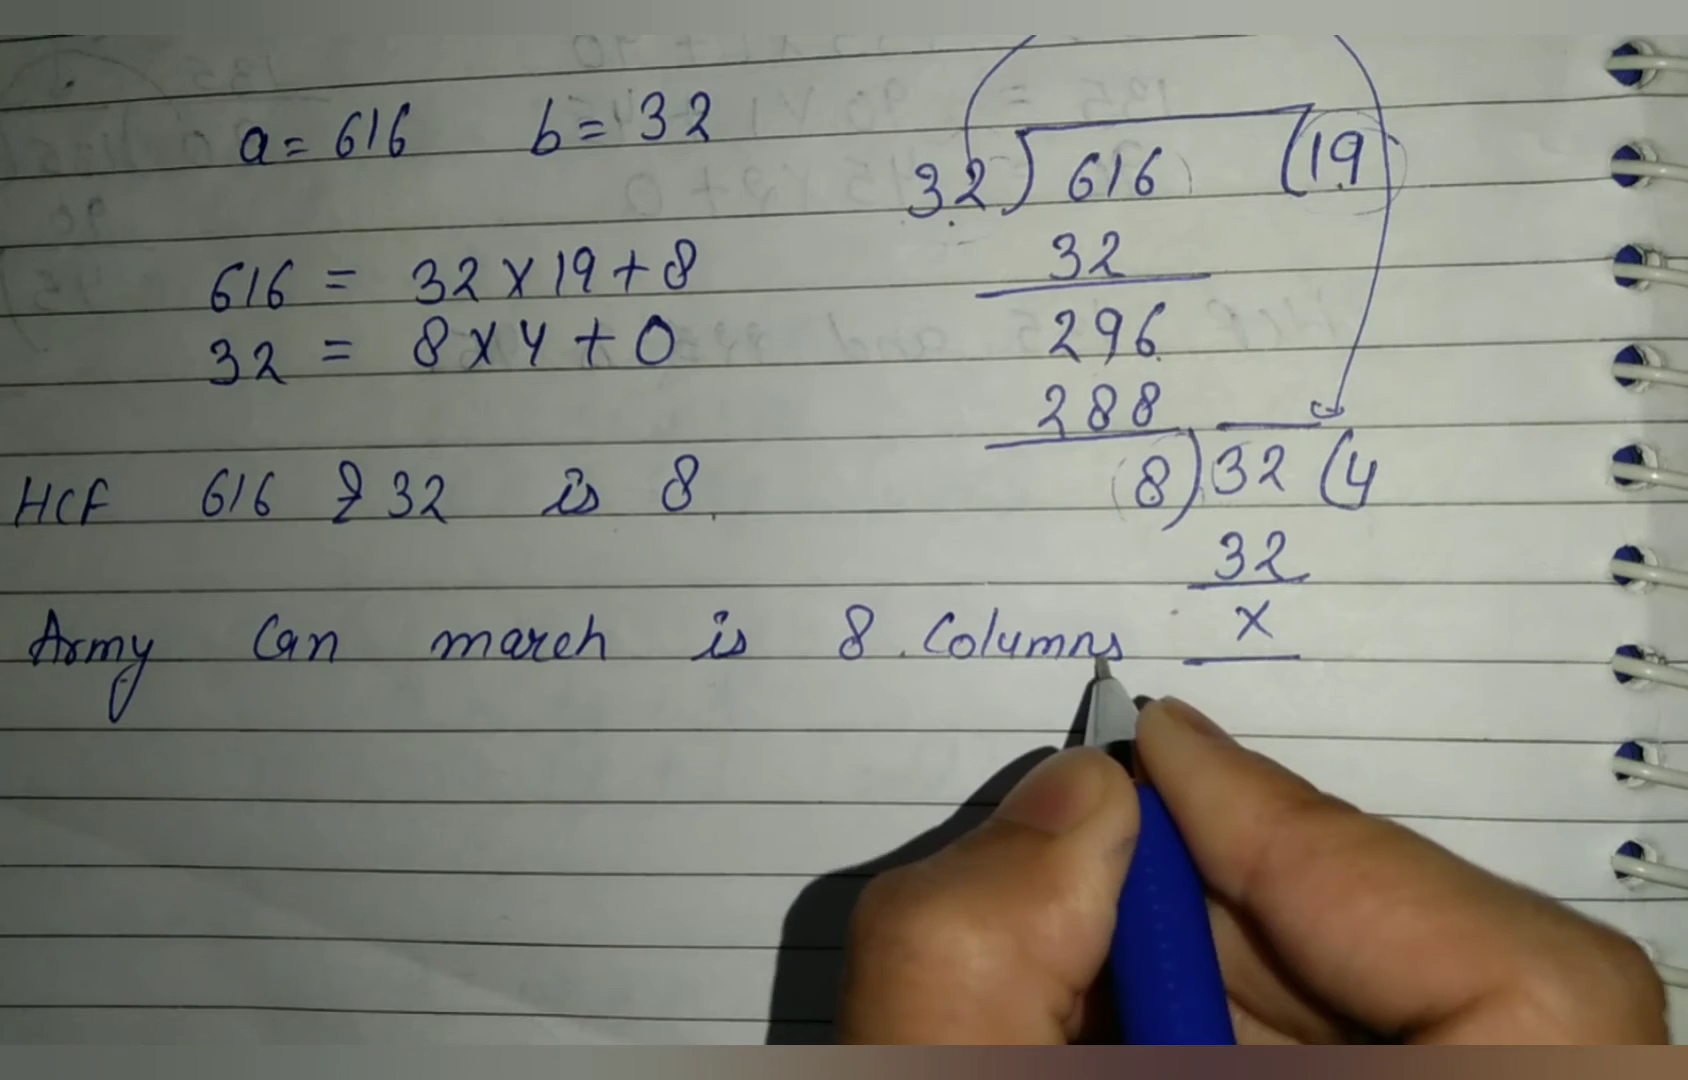 a = 616 b = 32
616 = 32 x 19 + 8
32 = 8 x 4 + 0
HCF 616 & 32 is 8.
Army Can march is 8. Columns
32) 616 (19
32
296
288
8) 32 (4
32
x